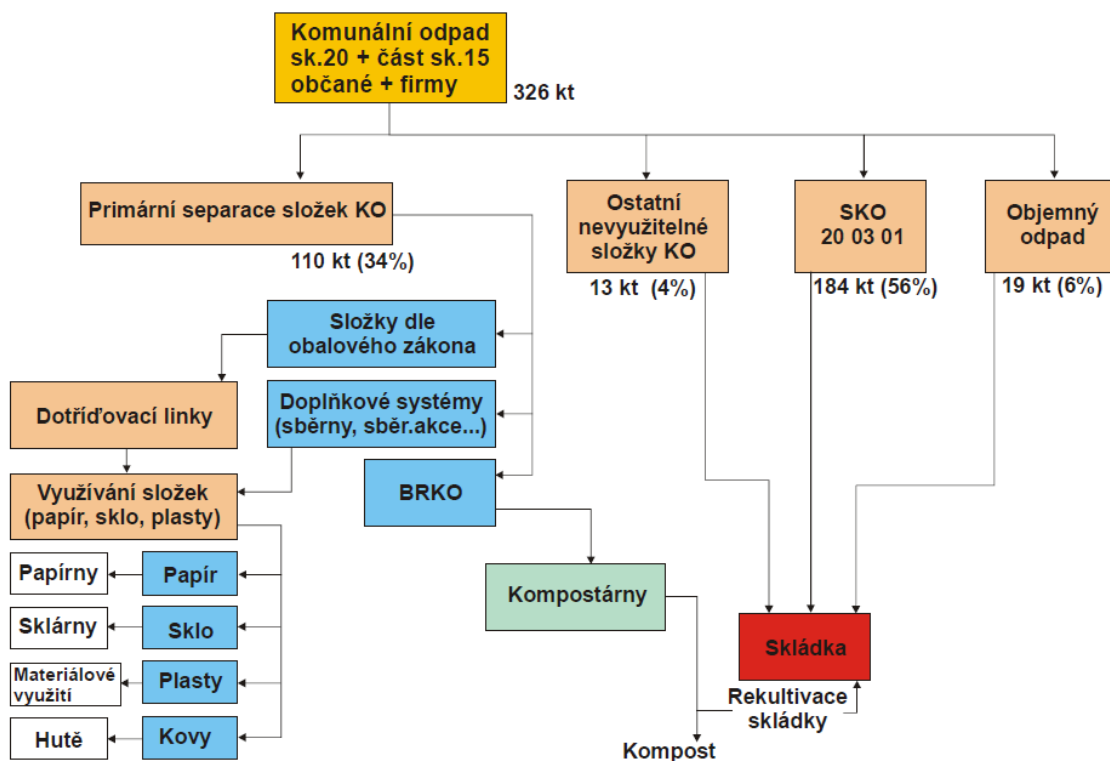 Komunální odpad
sk.20 + část sk.15
občané + firmy
326 kt
Primární separace složek KO
110 kt (34%)
Ostatní
nevyužitelné
složky KO
13 kt (4%)
SKO
20 03 01
184 kt (56%)
Objemný
odpad
19 kt (6%)
Složky dle
obalového zákona
Dotříďovací linky
Doplňkové systémy
(sběrny, sběr.akce...)
BRKO
Využívání složek
(papír, sklo, plasty)
Papírny
Papír
Sklárny
Sklo
Materiálové
využití
Plasty
Hutě
Kovy
Kompostárny
Skládka
Rekultivace
skládky
Kompost